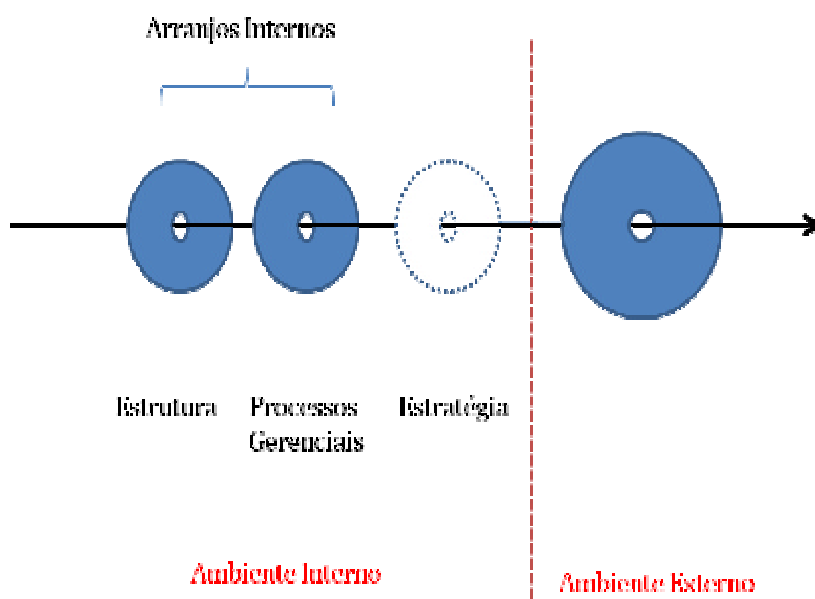 Arranjos Internos
Estrutura
Processos
Gerenciais
Estratégia
Ambiente Interno
Ambiente Externo